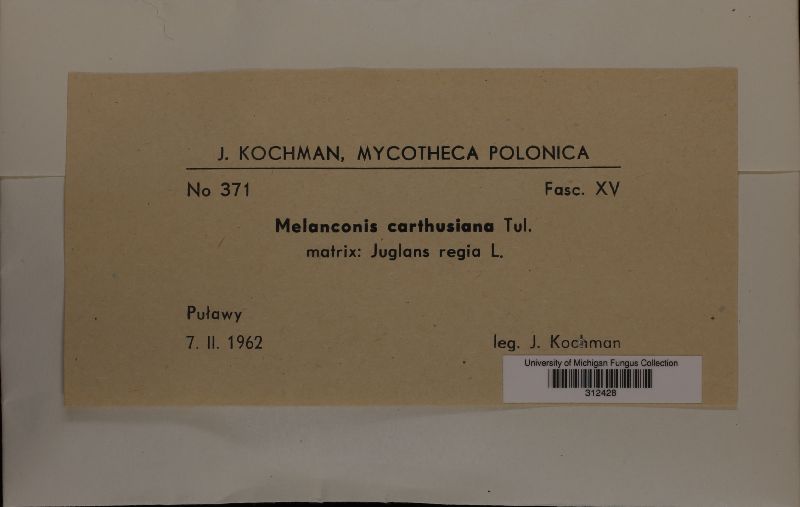 J. KOCHMAN, MYCOTHECA POLONICA
No 371 Fasc. XV
Melanconis carthusiana Tul.
matrix: Juglans regia L.
Puławy
7. II. 1962 leg. J. Kochman
University of Michigan Fungus Collection
312428